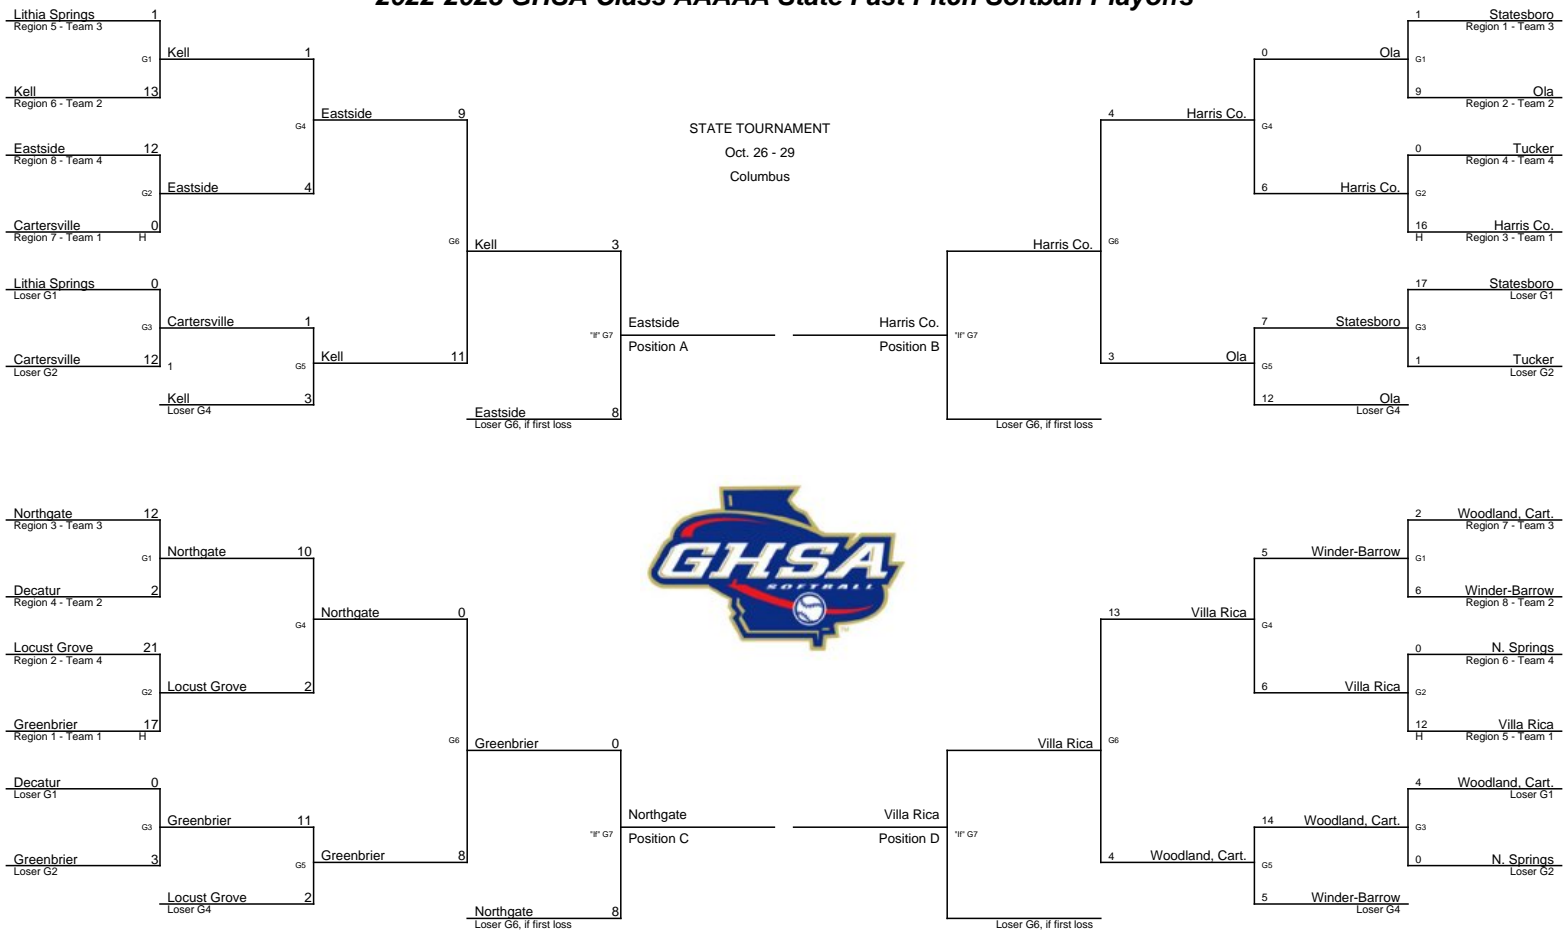 2022-2023 GHSA Class AAAAA State Fast Pitch Softball Playoffs
Lithia Springs 1
Region 5 - Team 3
G1
Kell 1
Kell 13
Region 6 - Team 2
G4
Eastside 9
Eastside 12
Region 8 - Team 4
G2
Eastside 4
Cartersville 0
Region 7 - Team 1 H
G6
Kell 3
Lithia Springs 0
Loser G1
G3
Cartersville 1
Cartersville 12
Loser G2
1
G5
Kell 11
Kell 3
Loser G4
Eastside 8
Loser G6, if first loss
"If" G7
Eastside
Position A
STATE TOURNAMENT
Oct. 26 - 29
Columbus
1 Statesboro
Region 1 - Team 3
0 Ola
G1
9 Ola
Region 2 - Team 2
4 Harris Co.
G4
0 Tucker
Region 4 - Team 4
6 Harris Co.
G2
16 Harris Co.
H Region 3 - Team 1
Harris Co.
G6
17 Statesboro
Loser G1
7 Statesboro
G3
1 Tucker
Loser G2
3 Ola
G5
12 Ola
Loser G4
Harris Co.
Position B
"If" G7
Loser G6, if first loss
GHSA
SOFTBALL
Northgate 12
Region 3 - Team 3
G1
Northgate 10
Decatur 2
Region 4 - Team 2
G4
Northgate 0
Locust Grove 21
Region 2 - Team 4
G2
Locust Grove 2
Greenbrier 17
Region 1 - Team 1 H
G6
Greenbrier 0
Decatur 0
Loser G1
G3
Greenbrier 11
Greenbrier 3
Loser G2
G5
Greenbrier 8
Locust Grove 2
Loser G4
Northgate 8
Loser G6, if first loss
"If" G7
Northgate
Position C
2 Woodland, Cart.
Region 7 - Team 3
5 Winder-Barrow
G1
6 Winder-Barrow
Region 8 - Team 2
13 Villa Rica
G4
0 N. Springs
Region 6 - Team 4
6 Villa Rica
G2
12 Villa Rica
H Region 5 - Team 1
Villa Rica
G6
4 Woodland, Cart.
Loser G1
14 Woodland, Cart.
G3
0 N. Springs
Loser G2
4 Woodland, Cart.
G5
5 Winder-Barrow
Loser G4
Villa Rica
Position D
"If" G7
Loser G6, if first loss